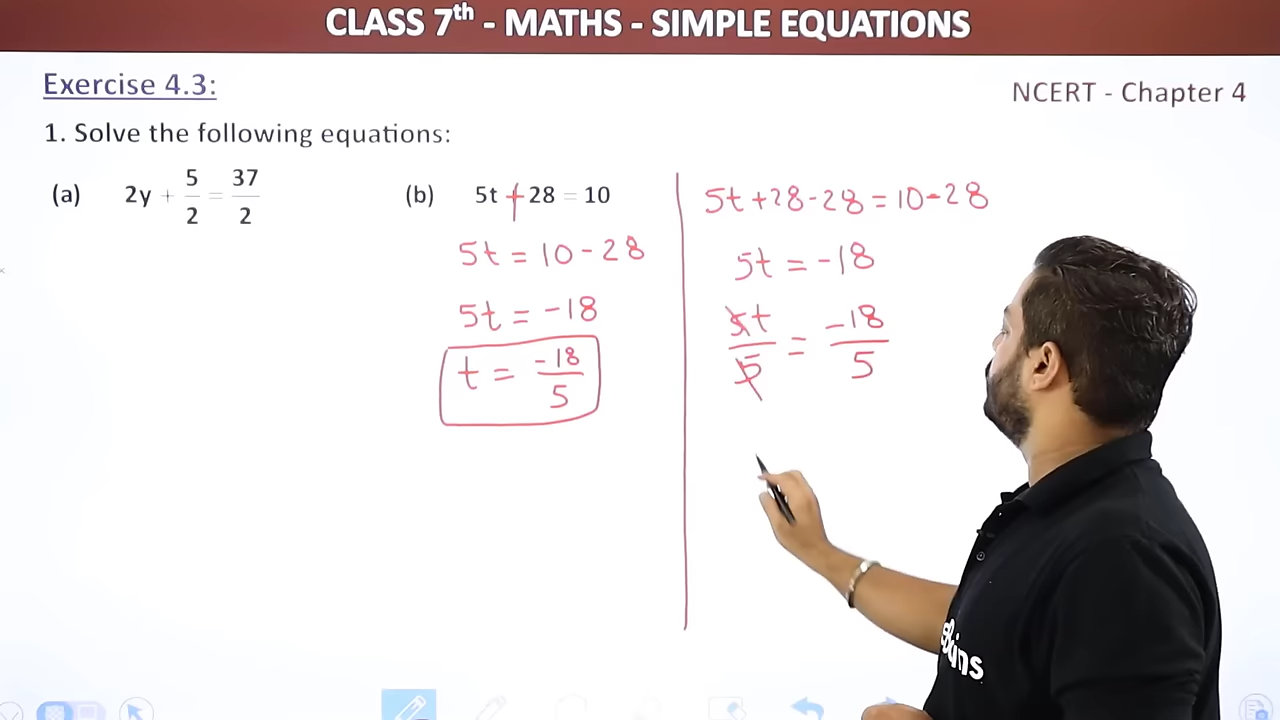 CLASS 7th - MATHS - SIMPLE EQUATIONS
Exercise 4.3:
NCERT - Chapter 4
1. Solve the following equations:
(a) 2y + 5/2 = 37/2
(b) 5t + 28 = 10
5t = 10 - 28
5t = -18
t = -18/5
5t + 28 - 28 = 10 - 28
5t = -18
5t/5 = -18/5